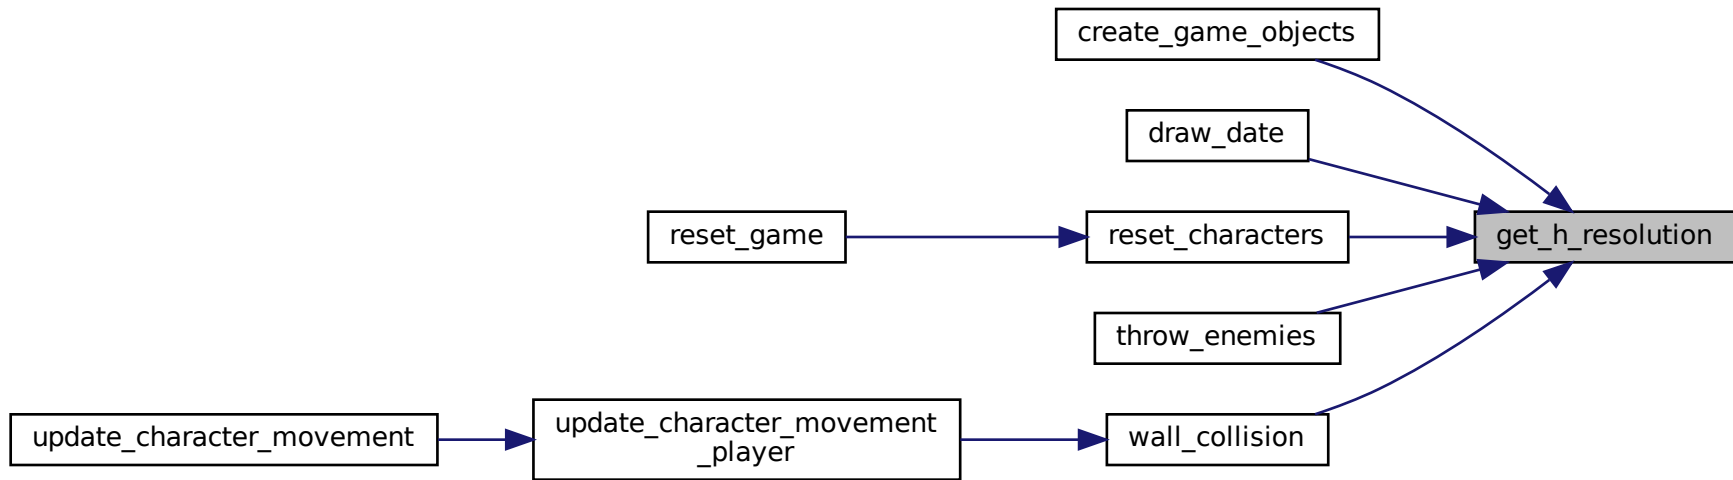 create_game_objects
draw_date
reset_game
reset_characters
get_h_resolution
throw_enemies
update_character_movement
update_character_movement
_player
wall_collision